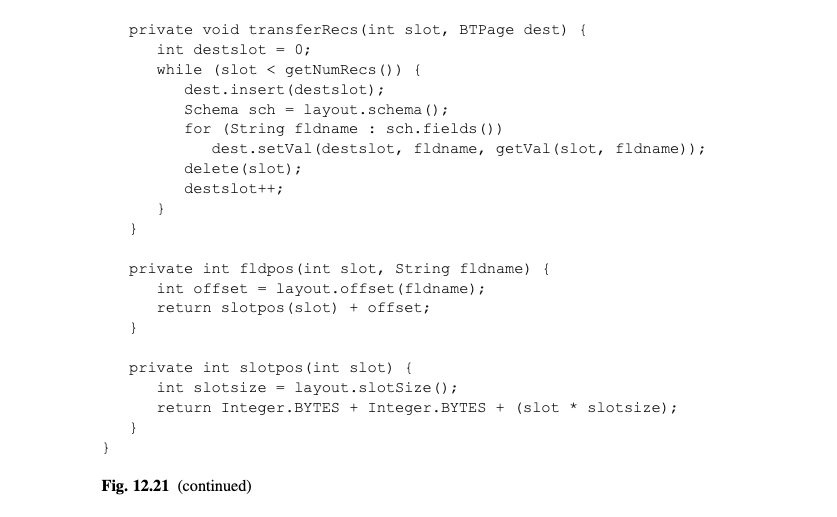 private void transferRecs(int slot, BTPage dest) {
int destslot = 0;
while (slot < getNumRecs()) {
dest.insert(destslot);
Schema sch = layout.schema();
for (String fldname : sch.fields())
dest.setVal(destslot, fldname, getVal(slot, fldname));
delete(slot);
destslot++;
}
}
private int fldpos(int slot, String fldname) {
int offset = layout.offset(fldname);
return slotpos(slot) + offset;
}
private int slotpos(int slot) {
int slotsize = layout.slotSize();
return Integer.BYTES + Integer.BYTES + (slot * slotsize);
}
}
Fig. 12.21 (continued)